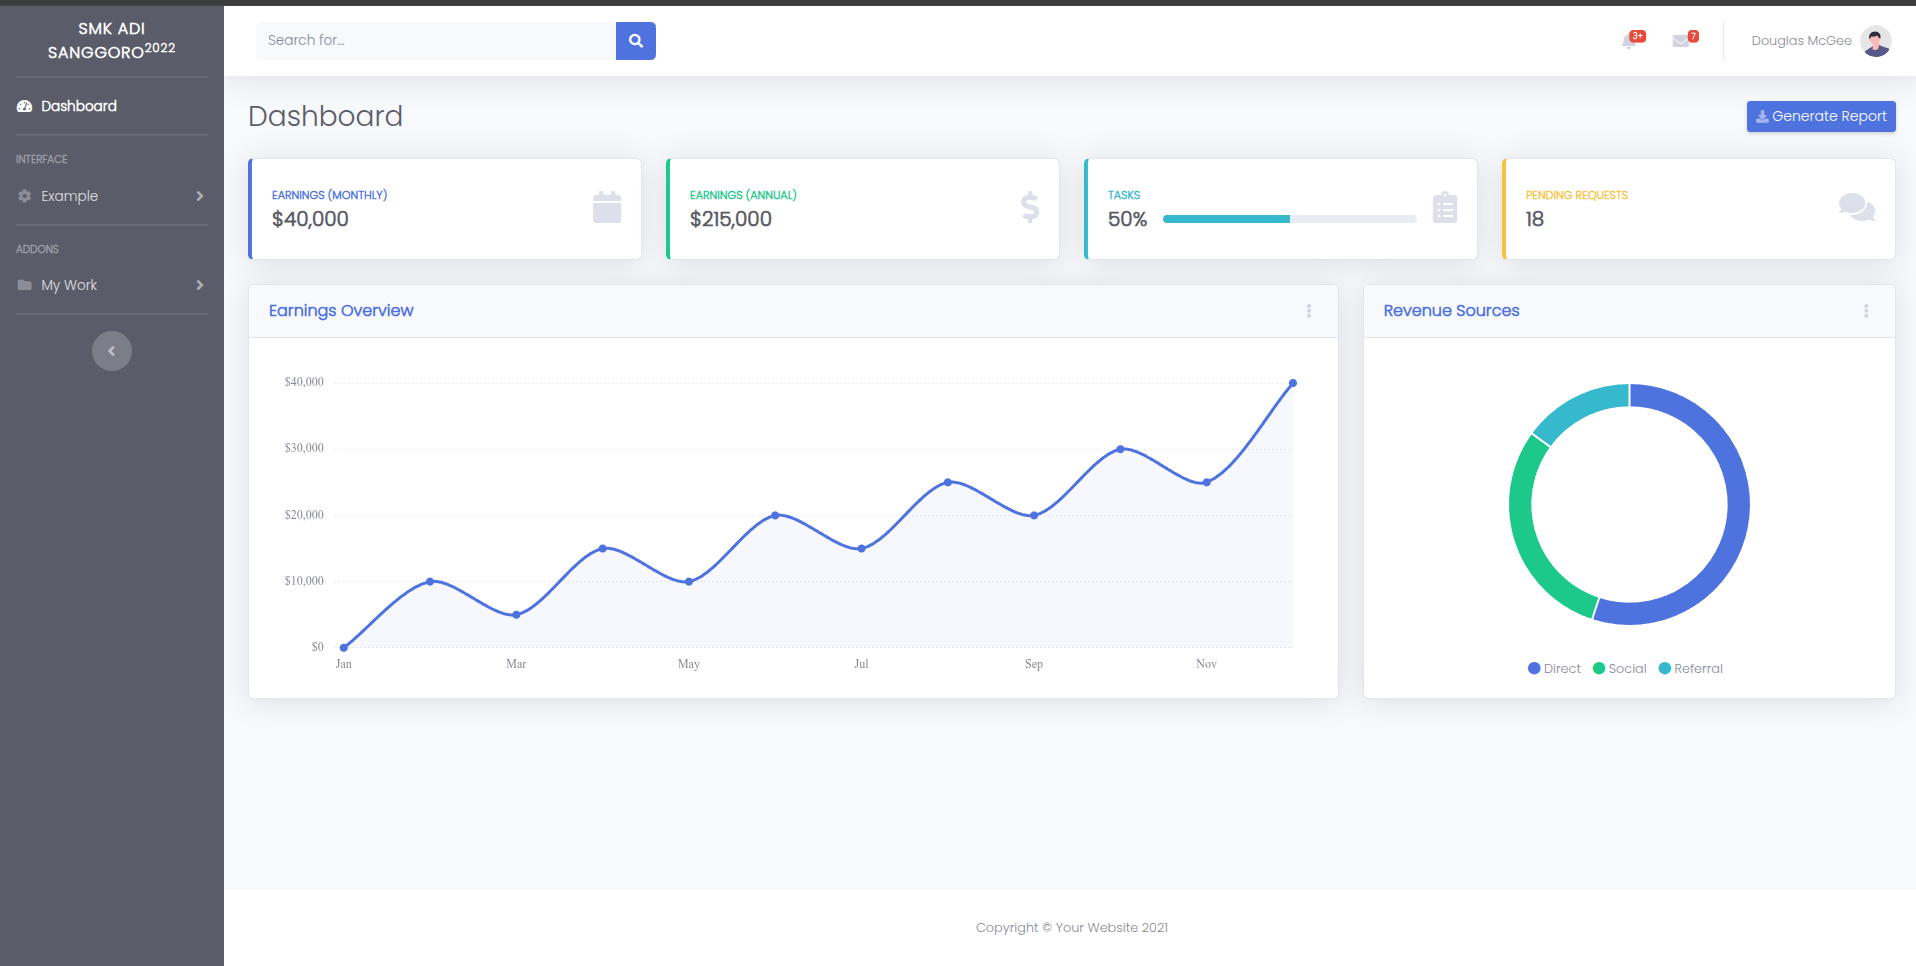 SMK ADI
SANGGORO2022
Dashboard
INTERFACE
Example
ADDONS
My Work
Search for...
3+
7
Douglas McGee
Dashboard
Generate Report
EARNINGS (MONTHLY)
$40,000
EARNINGS (ANNUAL)
$215,000
TASKS
50%
PENDING REQUESTS
18
Earnings Overview
$40,000
$30,000
$20,000
$10,000
$0
Jan Mar May Jul Sep Nov
Revenue Sources
Direct Social Referral
Copyright © Your Website 2021